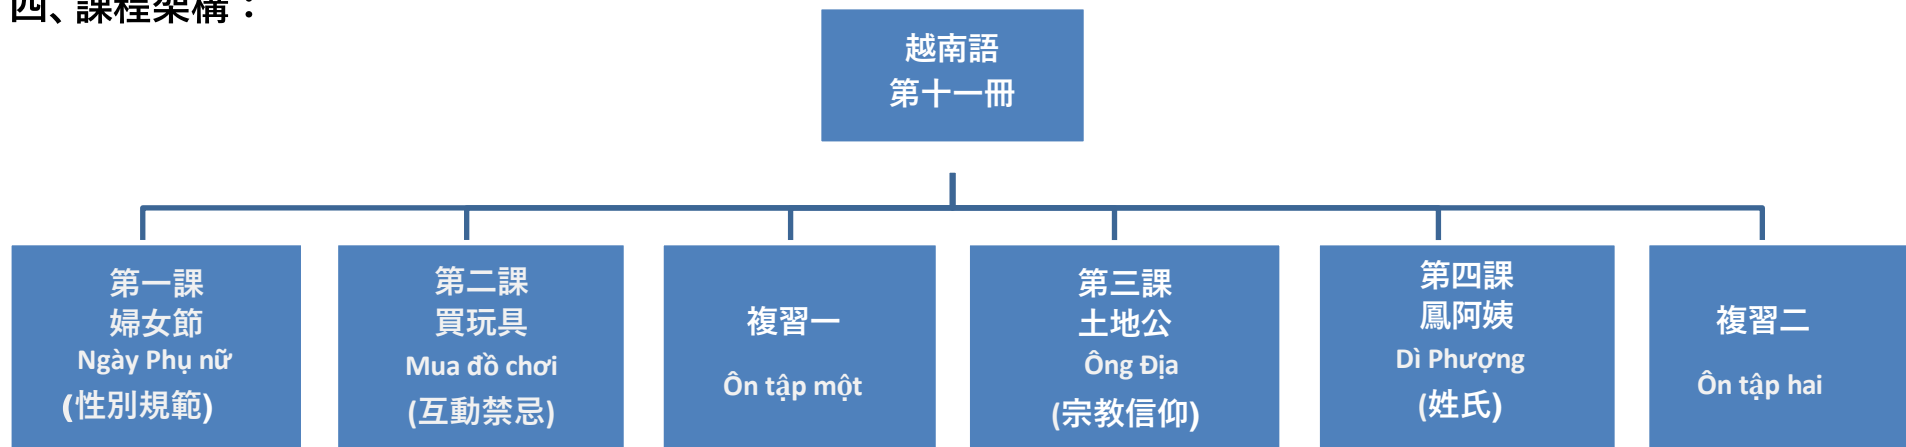 四、課程架構：
越南語
第十一冊
第一課
婦女節
Ngày Phụ nữ
(性別規範)
第二課
買玩具
Mua đồ chơi
(互動禁忌)
複習一
Ôn tập một
第三課
土地公
Ông Địa
(宗教信仰)
第四課
鳳阿姨
Dì Phượng
(姓氏)
複習二
Ôn tập hai